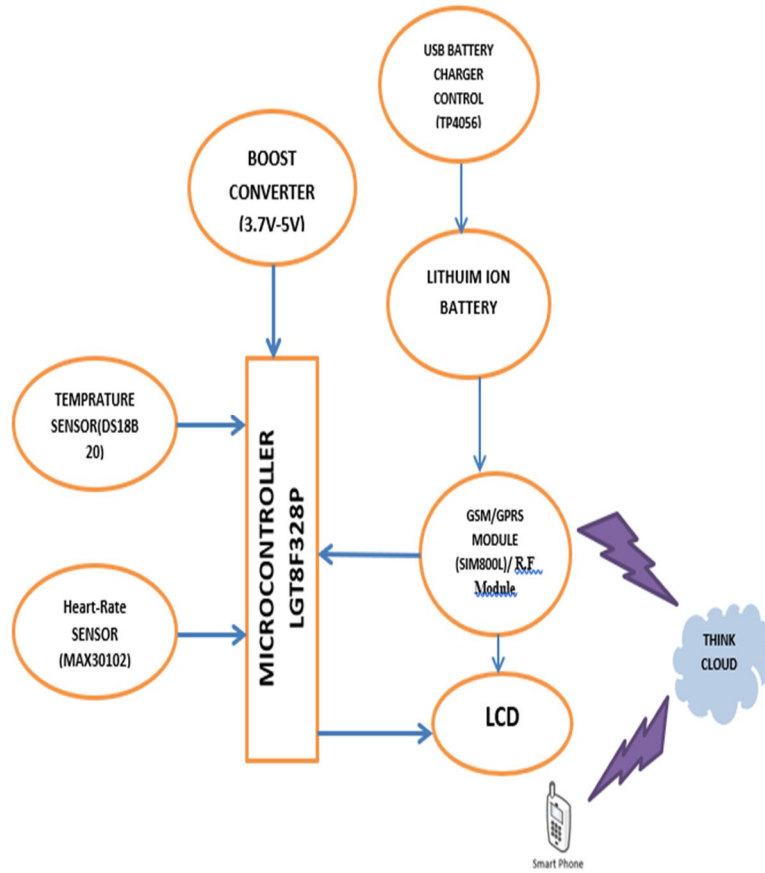 USB BATTERY
CHARGER
CONTROL
(TP4056)
BOOST
CONVERTER
(3.7V-5V)
LITHUIM ION
BATTERY
TEMPRATURE
SENSOR(DS18B
20)
MICROCONTROLLER
LGT8F328P
GSM/GPRS
MODULE
(SIM800L)/ R.F
Module
Heart-Rate
SENSOR
(MAX30102)
THINK
CLOUD
LCD
Smart Phone